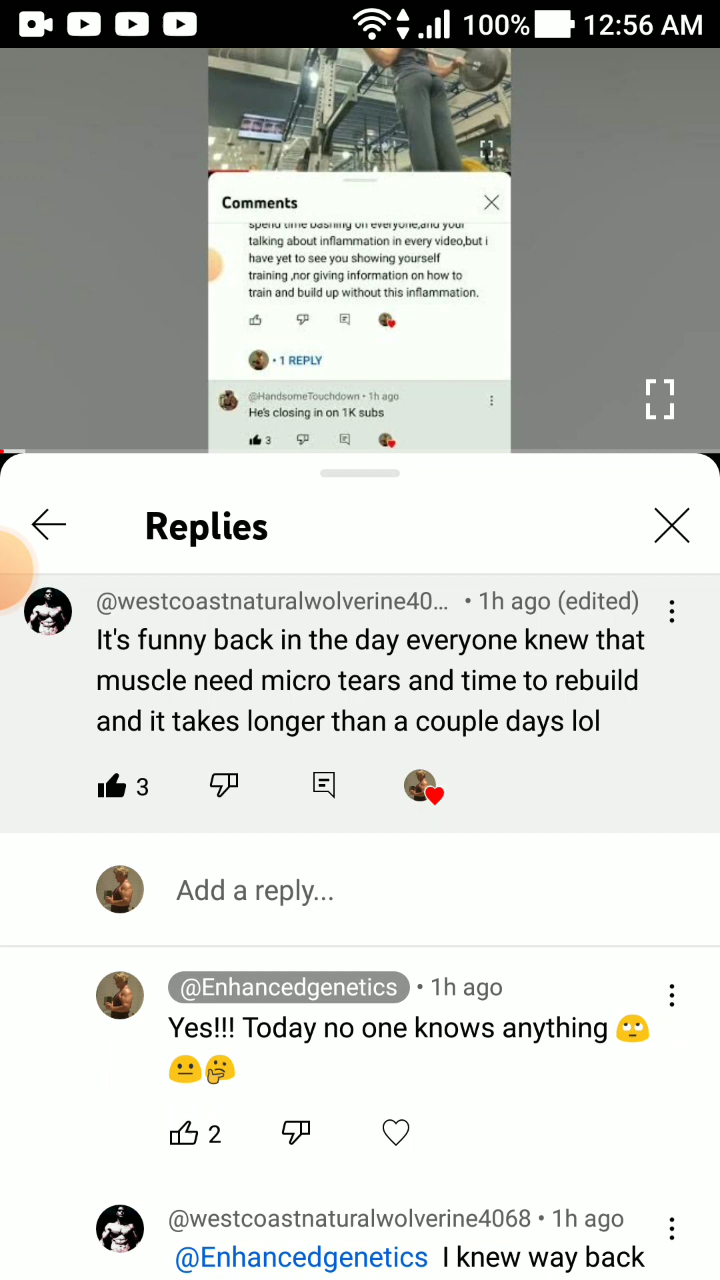 100% 12:56 AM
Comments
spend time bashing on everyone,and your
talking about inflammation in every video,but i
have yet to see you showing yourself
training ,nor giving information on how to
train and build up without this inflammation.
• 1 REPLY
@HandsomeTouchdown • 1h ago
He's closing in on 1K subs
3
Replies
@westcoastnaturalwolverine40... • 1h ago (edited)
It's funny back in the day everyone knew that
muscle need micro tears and time to rebuild
and it takes longer than a couple days lol
3
Add a reply...
@Enhancedgenetics • 1h ago
Yes!!! Today no one knows anything 🙄
😐🤔
2
@westcoastnaturalwolverine4068 • 1h ago
@Enhancedgenetics I knew way back